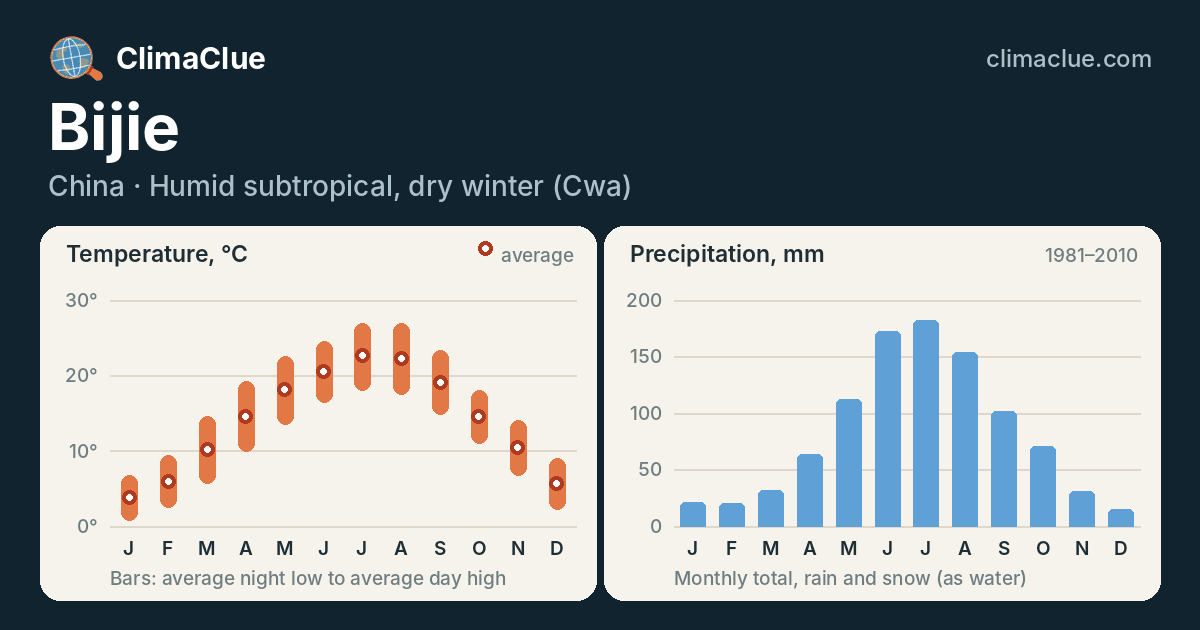 ClimaClue
climaclue.com
Bijie
China · Humid subtropical, dry winter (Cwa)
Temperature, °C
average
30°
20°
10°
0°
J F M A M J J A S O N D
Bars: average night low to average day high
Precipitation, mm
1981–2010
200
150
100
50
0
J F M A M J J A S O N D
Monthly total, rain and snow (as water)